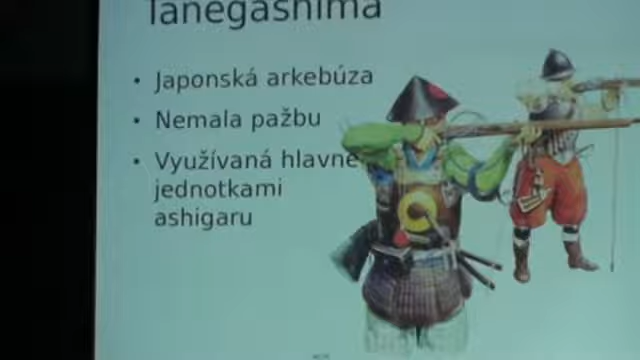 Tanegashima
• Japonská arkebúza
• Nemala pažbu
• Využívaná hlavne
jednotkami
ashigaru